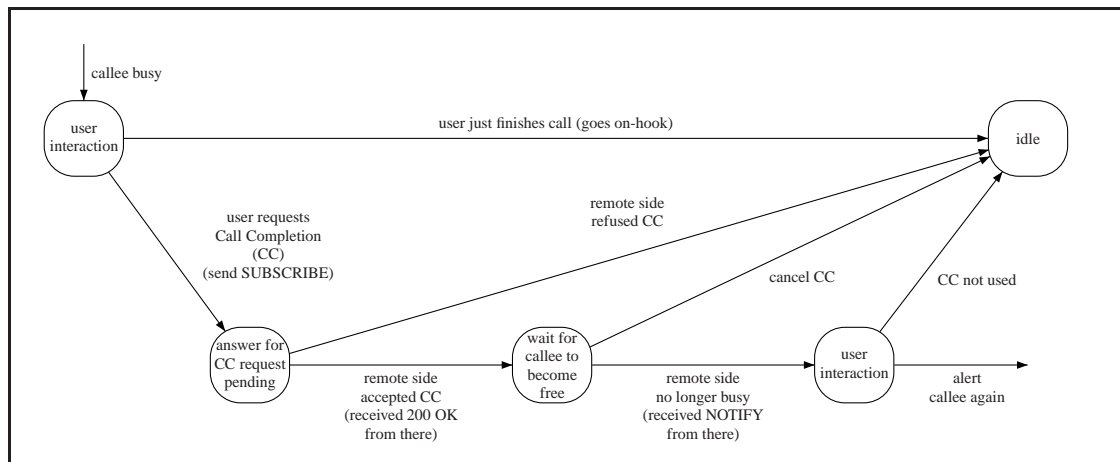 callee busy
user
interaction
user just finishes call (goes on-hook)
idle
user requests
Call Completion
(CC)
(send SUBSCRIBE)
remote side
refused CC
cancel CC
CC not used
answer for
CC request
pending
remote side
accepted CC
(received 200 OK
from there)
wait for
callee to
become
free
remote side
no longer busy
(received NOTIFY
from there)
user
interaction
alert
callee again